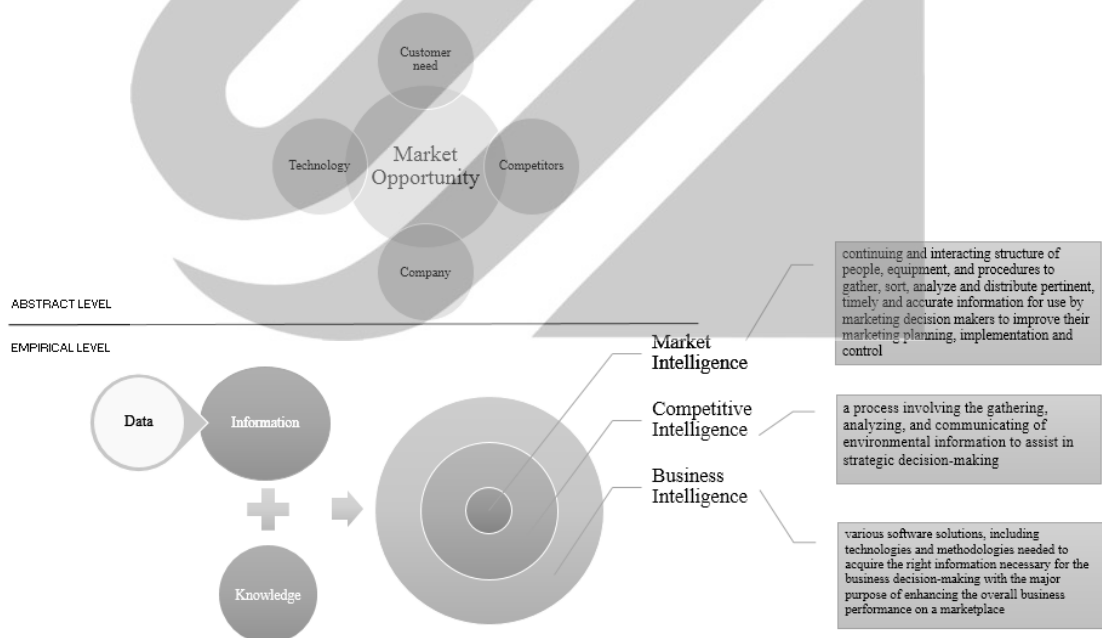 Customer
need
Technology
Market
Opportunity
Competitors
Company
ABSTRACT LEVEL
EMPIRICAL LEVEL
Data
Information
Knowledge
Market
Intelligence
Competitive
Intelligence
Business
Intelligence
continuing and interacting structure of
people, equipment, and procedures to
gather, sort, analyze and distribute pertinent,
timely and accurate information for use by
marketing decision makers to improve their
marketing planning, implementation and
control
a process involving the gathering,
analyzing, and communicating of
environmental information to assist in
strategic decision-making
various software solutions, including
technologies and methodologies needed to
acquire the right information necessary for the
business decision-making with the major
purpose of enhancing the overall business
performance on a marketplace